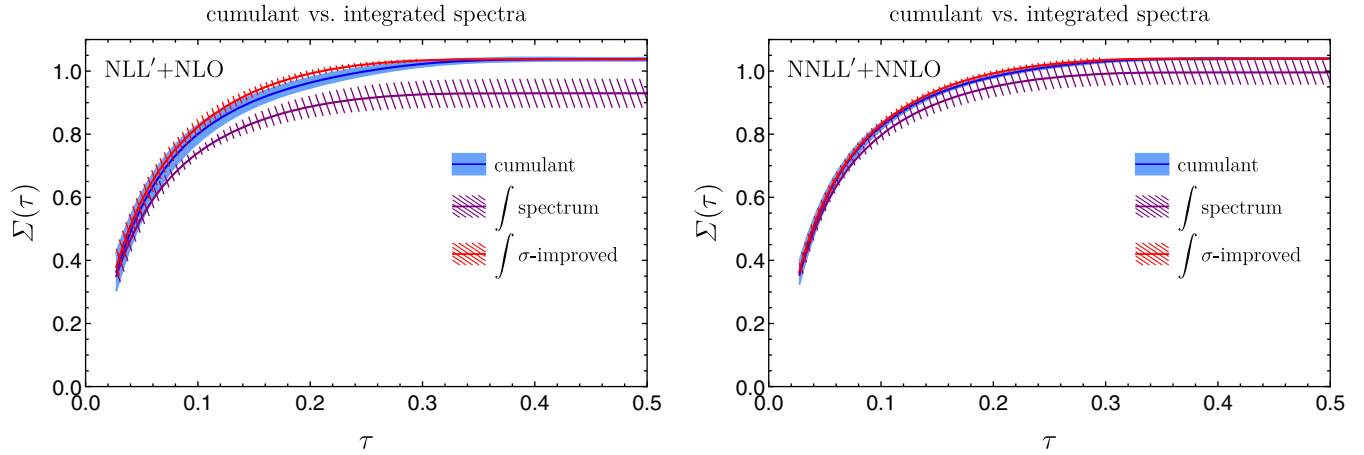 cumulant vs. integrated spectra
NLL′+NLO
Σ(τ)
1.0
0.8
0.6
0.4
0.2
0.0
0.0 0.1 0.2 0.3 0.4 0.5
τ
cumulant
∫ spectrum
∫ σ-improved
cumulant vs. integrated spectra
NNLL′+NNLO
Σ(τ)
1.0
0.8
0.6
0.4
0.2
0.0
0.0 0.1 0.2 0.3 0.4 0.5
τ
cumulant
∫ spectrum
∫ σ-improved